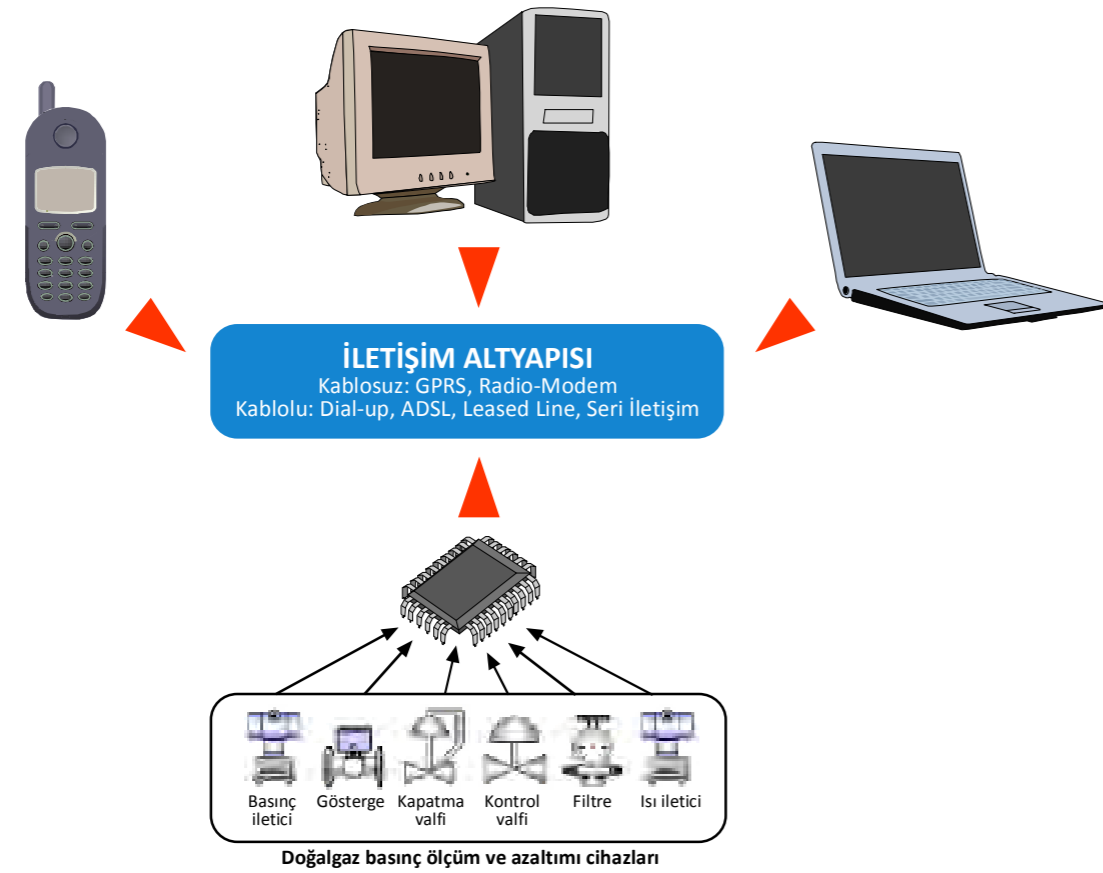 İLETİŞİM ALTYAPISI
Kablosuz: GPRS, Radio-Modem
Kablolu: Dial-up, ADSL, Leased Line, Seri İletişim
Basınç iletici
Gösterge
Kapatma valfi
Kontrol valfi
Filtre
Isı iletici
Doğalgaz basınç ölçüm ve azaltımı cihazları